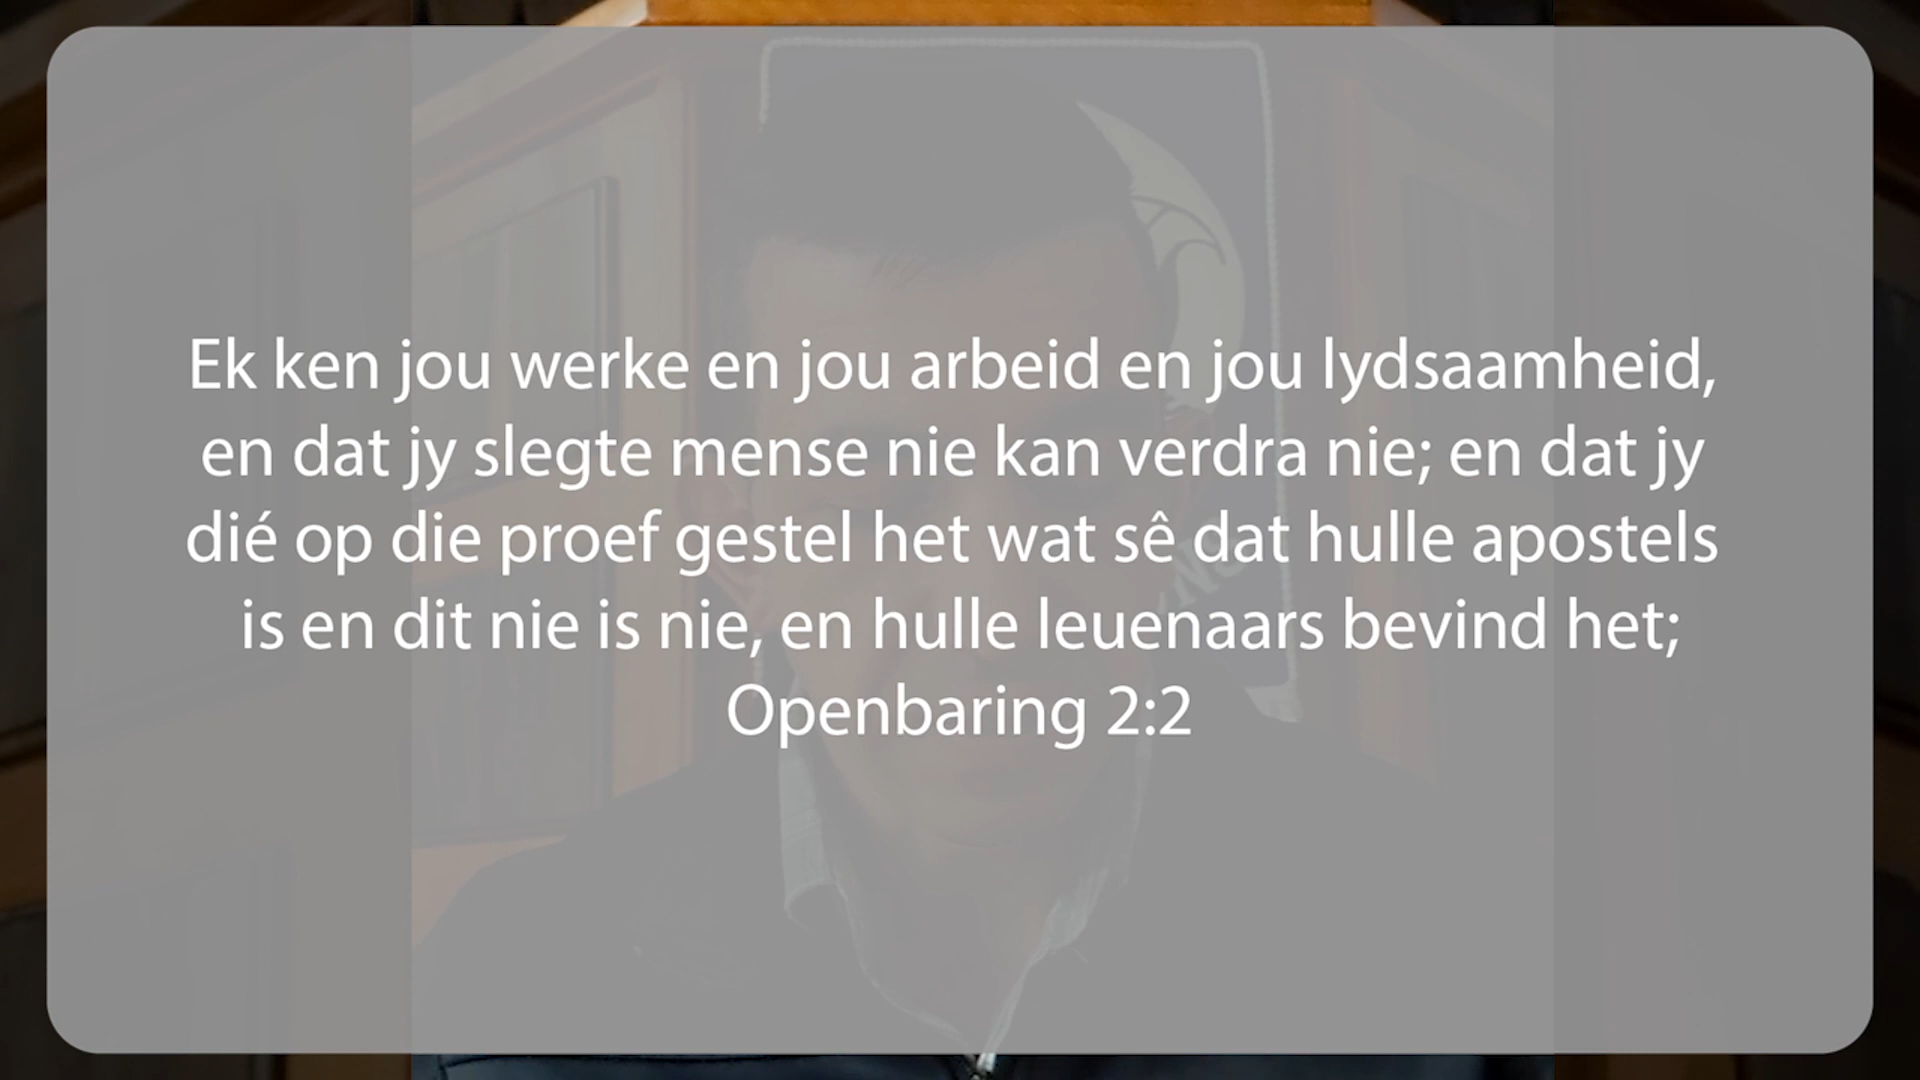 Ek ken jou werke en jou arbeid en jou lydsaamheid,
en dat jy slegte mense nie kan verdra nie; en dat jy
dié op die proef gestel het wat sê dat hulle apostels
is en dit nie is nie, en hulle leuenaars bevind het;
Openbaring 2:2